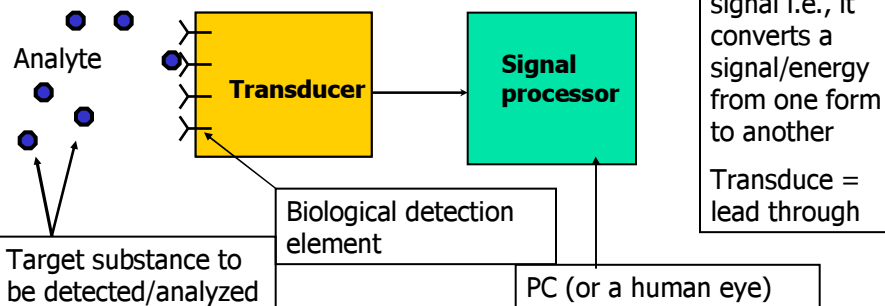 Analyte
Transducer
Signal
processor
signal i.e., it
converts a
signal/energy
from one form
to another
Transduce =
lead through
Biological detection
element
Target substance to
be detected/analyzed
PC (or a human eye)